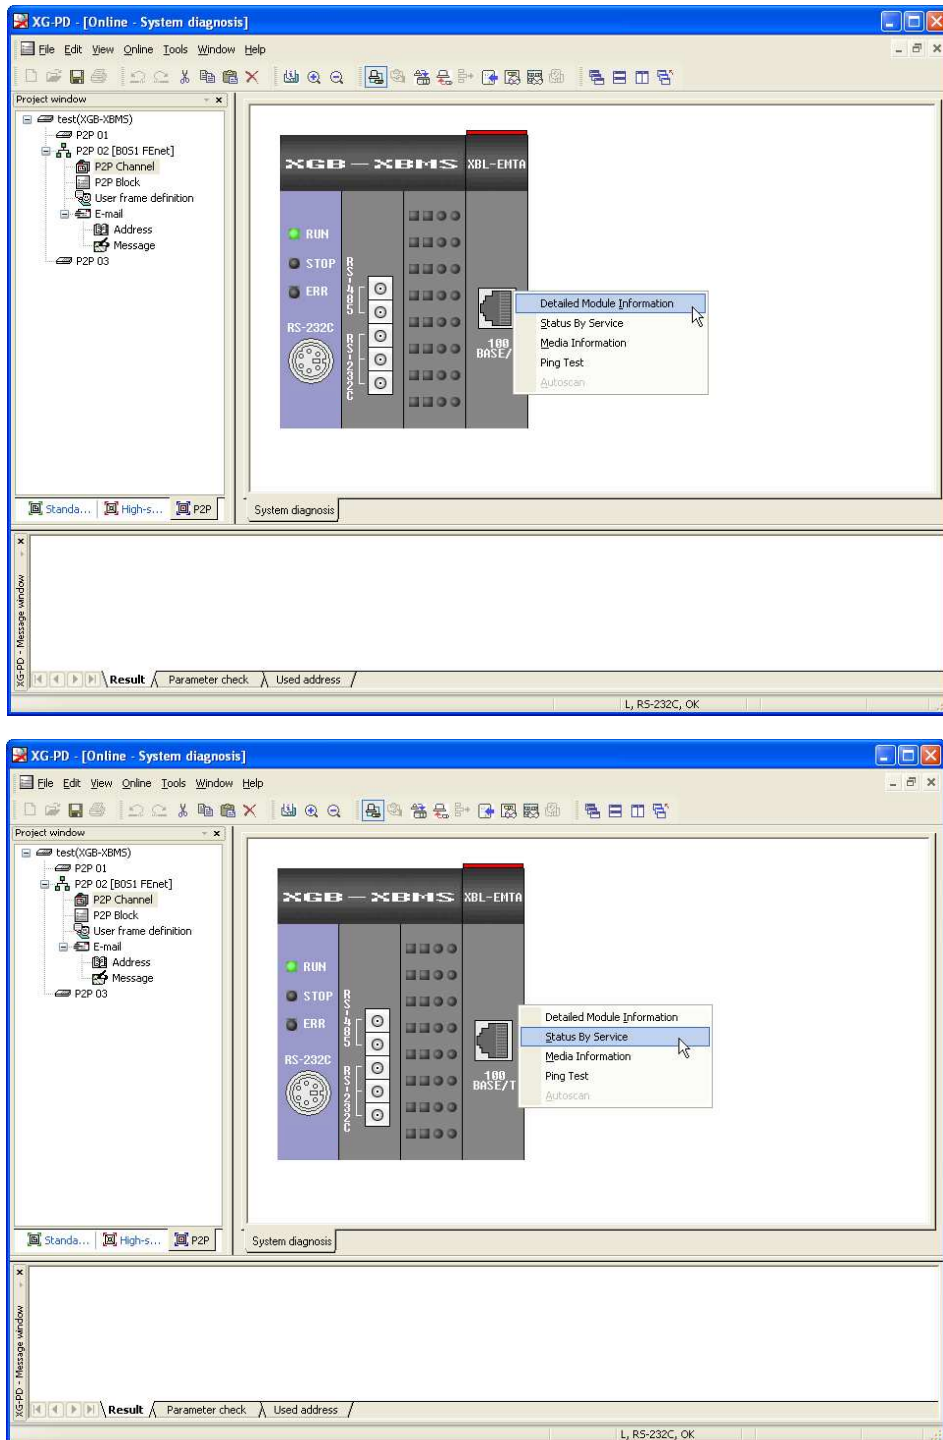 XG-PD - [Online - System diagnosis]
File Edit View Online Tools Window Help
Project window
test(XGB-XBMS)
P2P 01
P2P 02 [B0S1 FEnet]
P2P Channel
P2P Block
User frame definition
E-mail
Address
Message
P2P 03
Standa... High-s... P2P
XGB-XBMS XBL-EMTA
RUN
STOP
ERR
RS-232C
RS-485
RS-232C
100
BASE/
Detailed Module Information
Status By Service
Media Information
Ping Test
Autoscan
System diagnosis
XG-PD - Message window
Result Parameter check Used address
L, RS-232C, OK
XG-PD - [Online - System diagnosis]
File Edit View Online Tools Window Help
Project window
test(XGB-XBMS)
P2P 01
P2P 02 [B0S1 FEnet]
P2P Channel
P2P Block
User frame definition
E-mail
Address
Message
P2P 03
Standa... High-s... P2P
XGB-XBMS XBL-EMTA
RUN
STOP
ERR
RS-232C
RS-485
RS-232C
100
BASE/T
Detailed Module Information
Status By Service
Media Information
Ping Test
Autoscan
System diagnosis
XG-PD - Message window
Result Parameter check Used address
L, RS-232C, OK